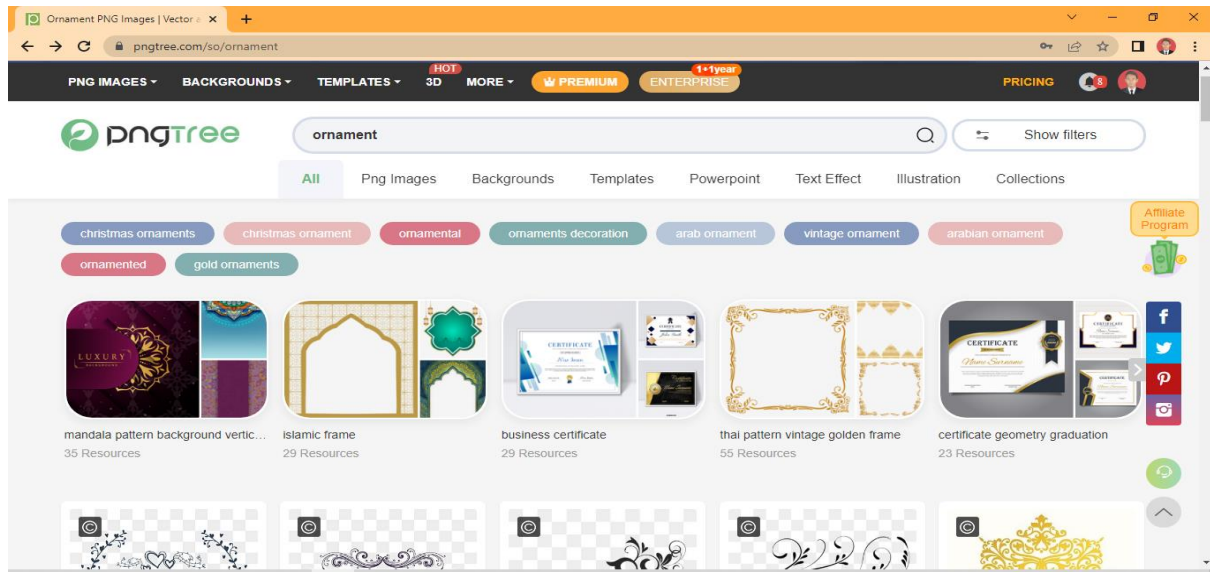 Ornament PNG Images | Vector a
pngtree.com/so/ornament
HOT
1+1year
PNG IMAGES BACKGROUNDS TEMPLATES 3D MORE PREMIUM ENTERPRISE PRICING 8
pngtree ornament Show filters
All Png Images Backgrounds Templates Powerpoint Text Effect Illustration Collections
Affiliate
Program
christmas ornaments christmas ornament ornamental ornaments decoration arab ornament vintage ornament arabian ornament
ornamented gold ornaments
LUXURY
BACKGROUND
CERTIFICATE
CERTIFICATE
Name Surname
mandala pattern background vertic... islamic frame business certificate thai pattern vintage golden frame certificate geometry graduation
35 Resources 29 Resources 29 Resources 55 Resources 23 Resources